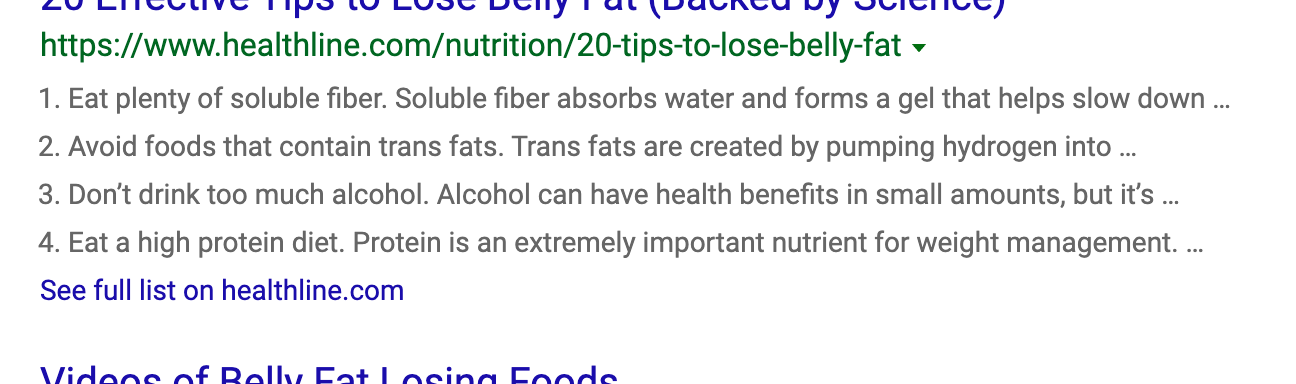 20 Effective Tips to Lose Belly Fat (Backed by Science)
https://www.healthline.com/nutrition/20-tips-to-lose-belly-fat
1. Eat plenty of soluble fiber. Soluble fiber absorbs water and forms a gel that helps slow down ...
2. Avoid foods that contain trans fats. Trans fats are created by pumping hydrogen into ...
3. Don’t drink too much alcohol. Alcohol can have health benefits in small amounts, but it’s ...
4. Eat a high protein diet. Protein is an extremely important nutrient for weight management. ...
See full list on healthline.com
Videos of Belly Fat Losing Foods